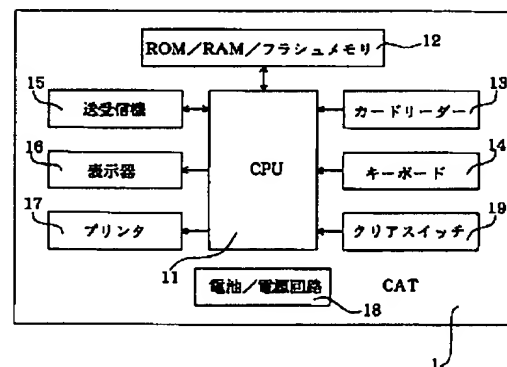 ROM/RAM/フラッシュメモリ
12
15
送受信機
カードリーダー
13
16
表示器
CPU
キーボード
14
17
プリンタ
クリアスイッチ
19
11
電池/電源回路
18
CAT
1